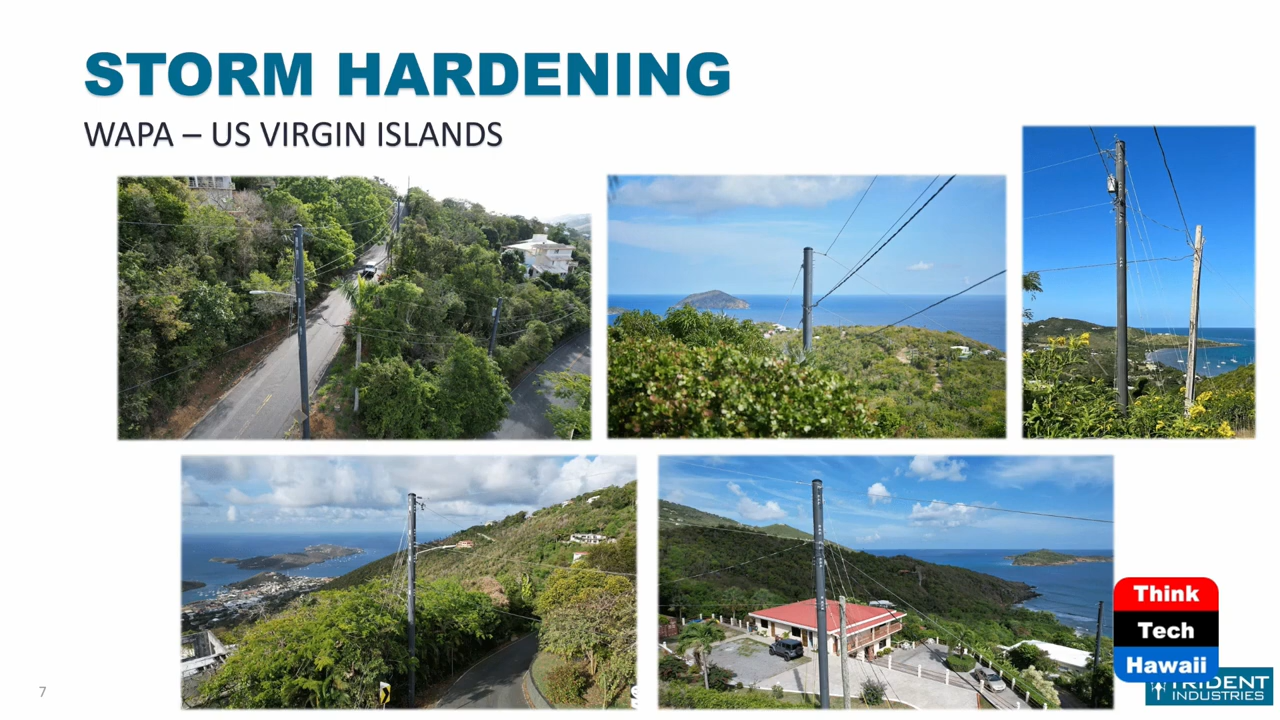 STORM HARDENING
WAPA – US VIRGIN ISLANDS
Think
Tech
Hawaii
TRIDENT
INDUSTRIES
7